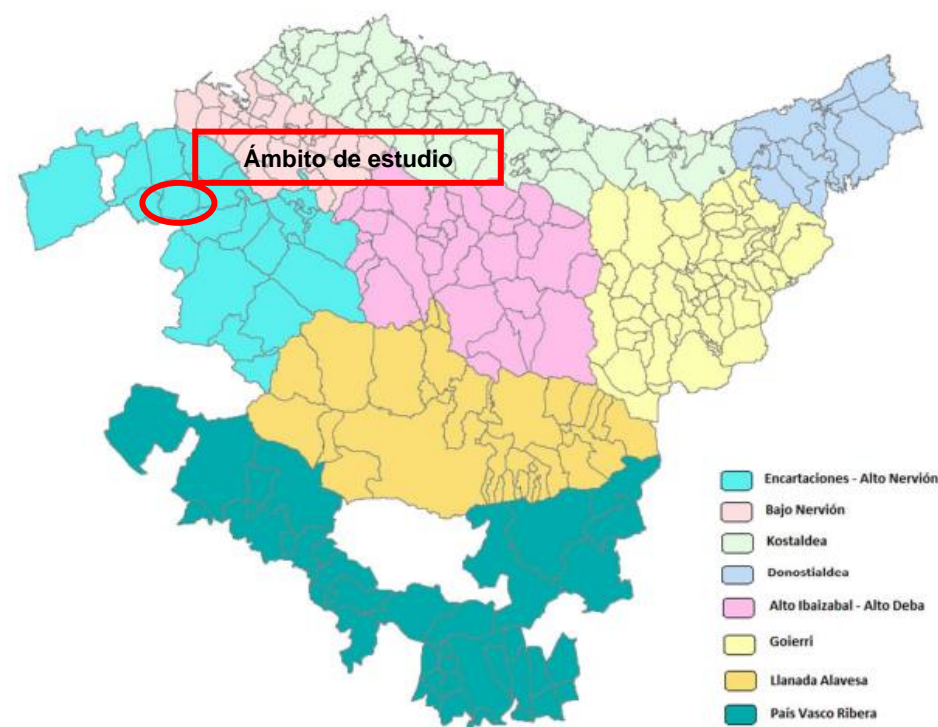 Ámbito de estudio
Encartaciones - Alto Nervión
Bajo Nervión
Kostaldea
Donostialdea
Alto Ibaizabal - Alto Deba
Goierri
Llanada Alavesa
País Vasco Ribera